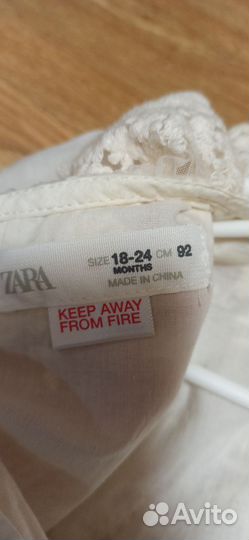 ZARA
SIZE 18-24 CM 92
MONTHS
MADE IN CHINA
KEEP AWAY
FROM FIRE
Avito